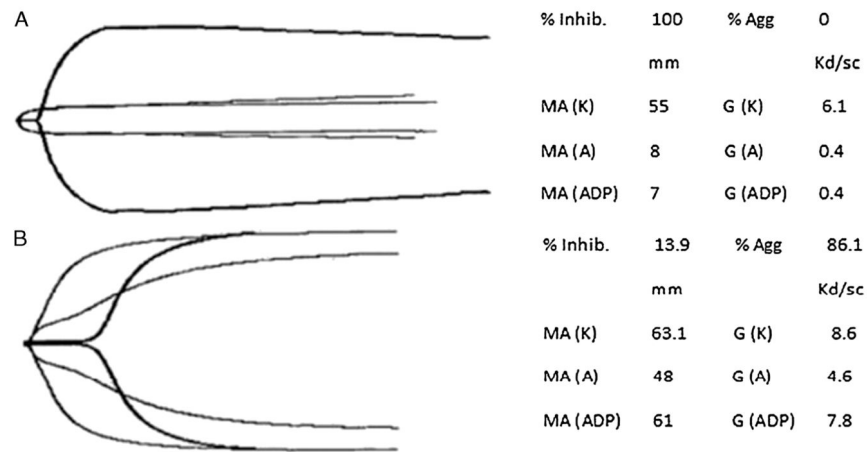 A
% Inhib. 100 % Agg 0
mm Kd/sc
MA (K) 55 G (K) 6.1
MA (A) 8 G (A) 0.4
MA (ADP) 7 G (ADP) 0.4
B
% Inhib. 13.9 % Agg 86.1
mm Kd/sc
MA (K) 63.1 G (K) 8.6
MA (A) 48 G (A) 4.6
MA (ADP) 61 G (ADP) 7.8